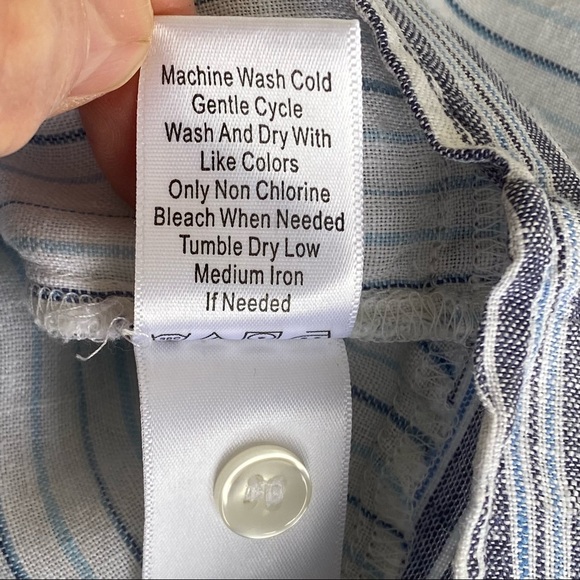 Machine Wash Cold
Gentle Cycle
Wash And Dry With
Like Colors
Only Non Chlorine
Bleach When Needed
Tumble Dry Low
Medium Iron
If Needed